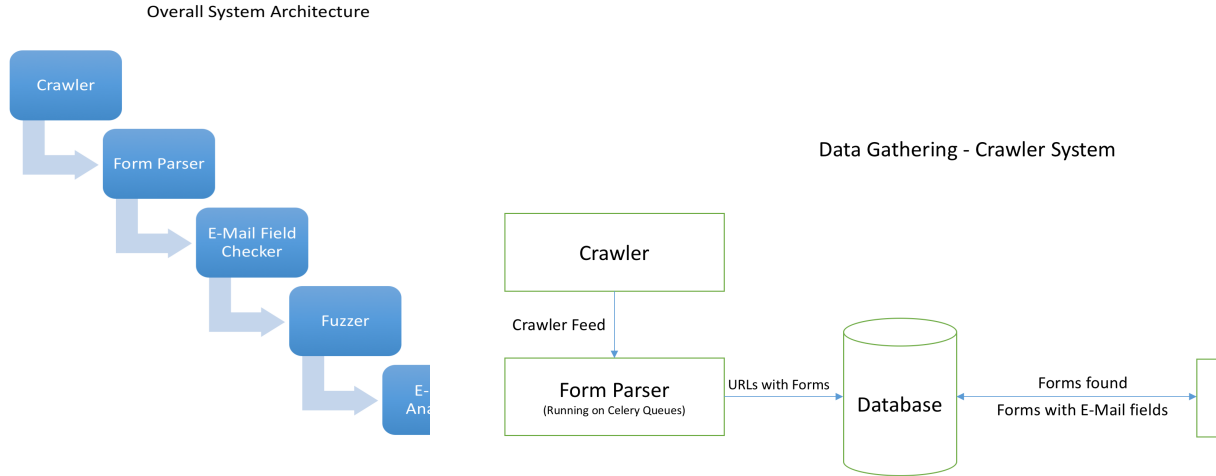 Overall System Architecture
Crawler
Form Parser
E-Mail Field
Checker
Fuzzer
Data Gathering - Crawler System
Crawler
Crawler Feed
Form Parser
(Running on Celery Queues)
URLs with Forms
Database
Forms found
Forms with E-Mail fields